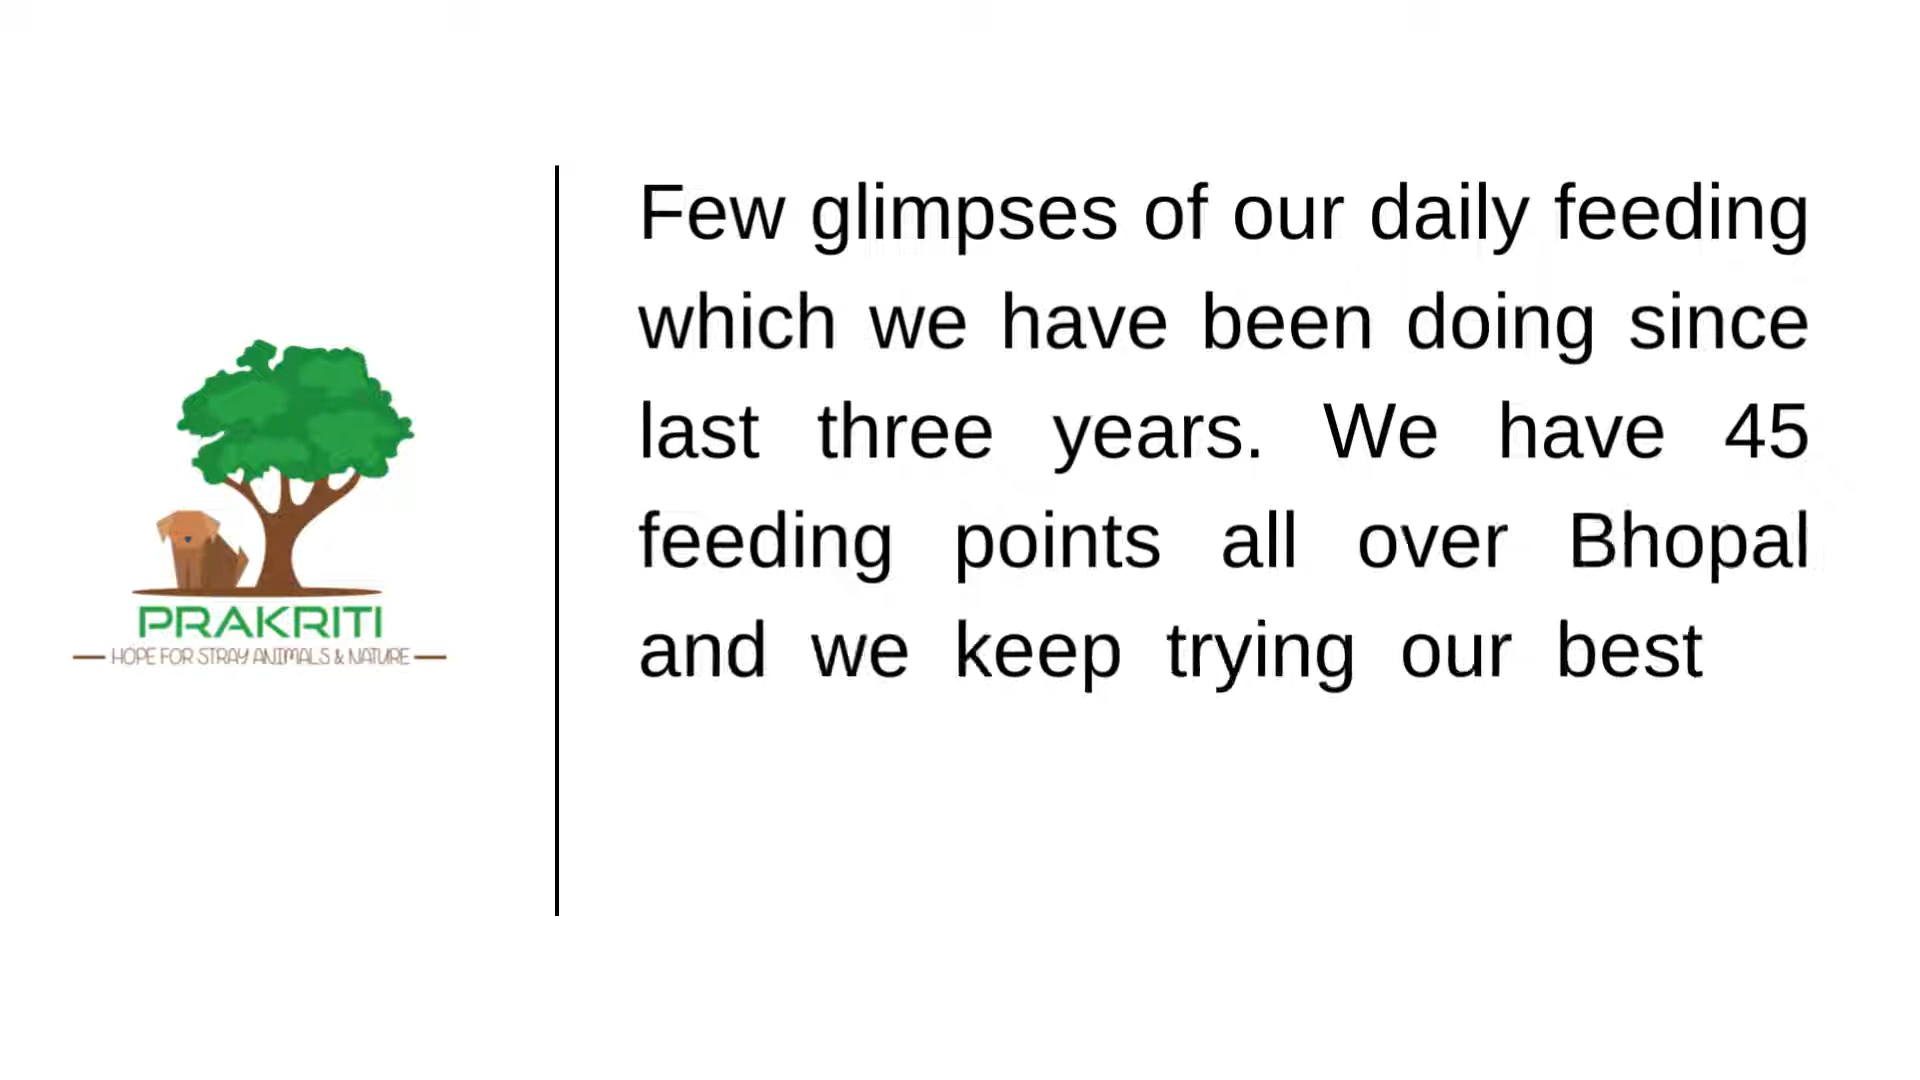 PRAKRITI
HOPE FOR STRAY ANIMALS & NATURE
Few glimpses of our daily feeding
which we have been doing since
last three years. We have 45
feeding points all over Bhopal
and we keep trying our best